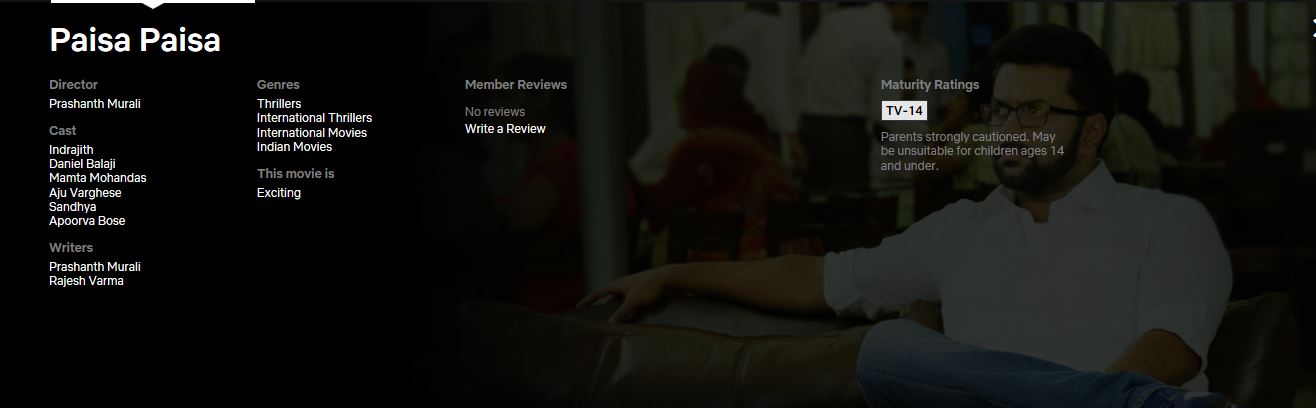 Paisa Paisa
Director
Prashanth Murali
Cast
Indrajith
Daniel Balaji
Mamta Mohandas
Aju Varghese
Sandhya
Apoorva Bose
Writers
Prashanth Murali
Rajesh Varma
Genres
Thrillers
International Thrillers
International Movies
Indian Movies
This movie is
Exciting
Member Reviews
No reviews
Write a Review
Maturity Ratings
TV-14
Parents strongly cautioned. May
be unsuitable for children ages 14
and under.